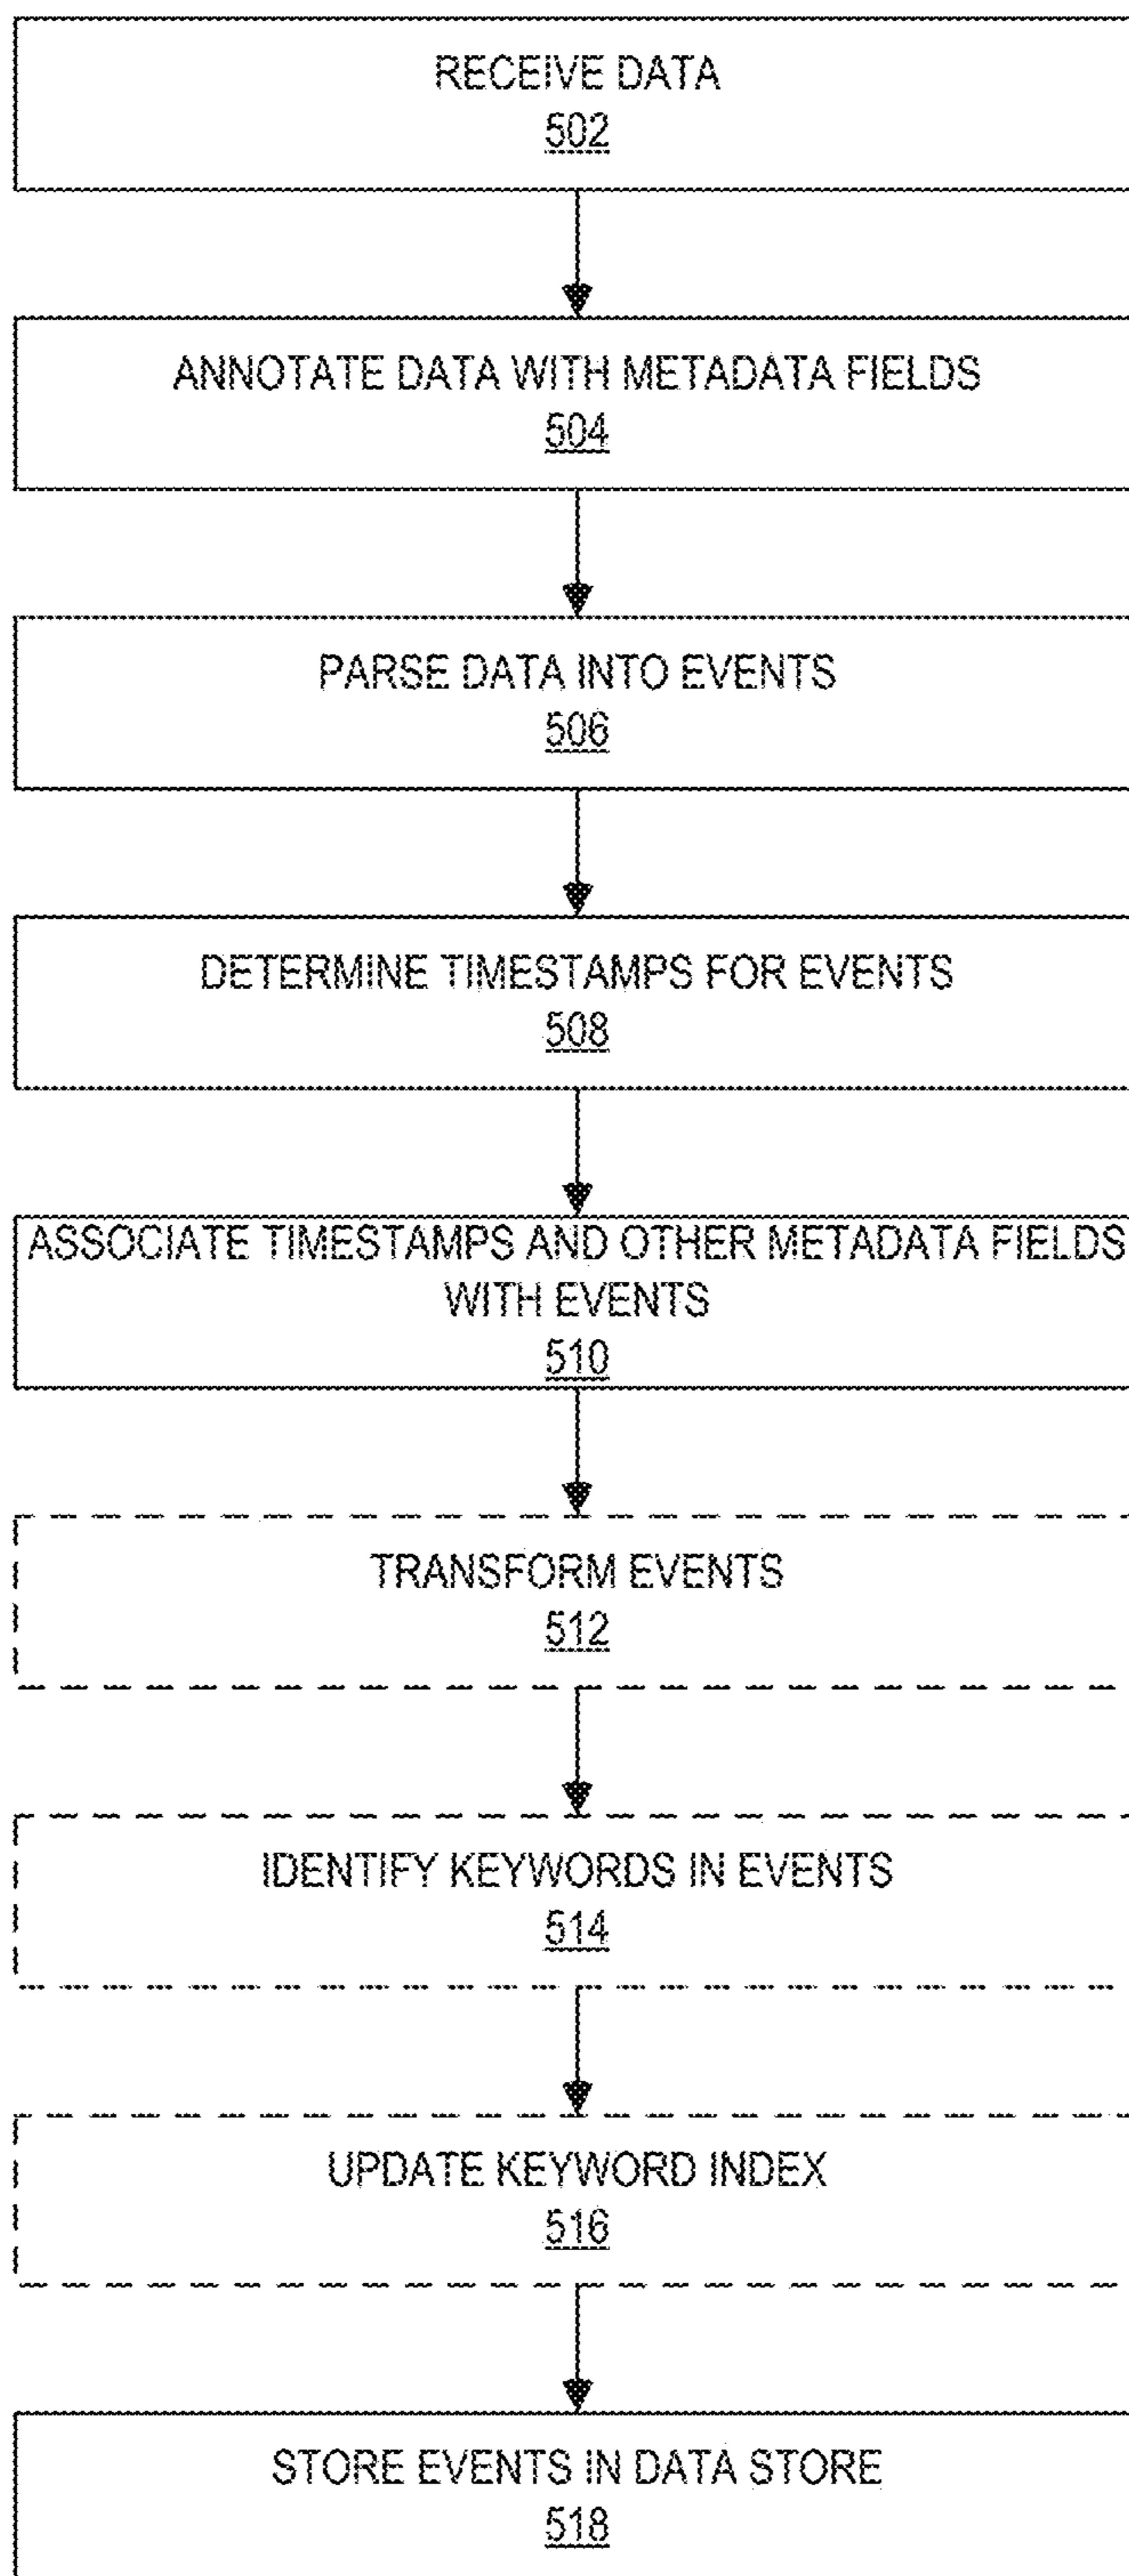 RECEIVE DATA
502
ANNOTATE DATA WITH METADATA FIELDS
504
PARSE DATA INTO EVENTS
506
DETERMINE TIMESTAMPS FOR EVENTS
508
ASSOCIATE TIMESTAMPS AND OTHER METADATA FIELDS
WITH EVENTS
510
TRANSFORM EVENTS
512
IDENTIFY KEYWORDS IN EVENTS
514
UPDATE KEYWORD INDEX
516
STORE EVENTS IN DATA STORE
518